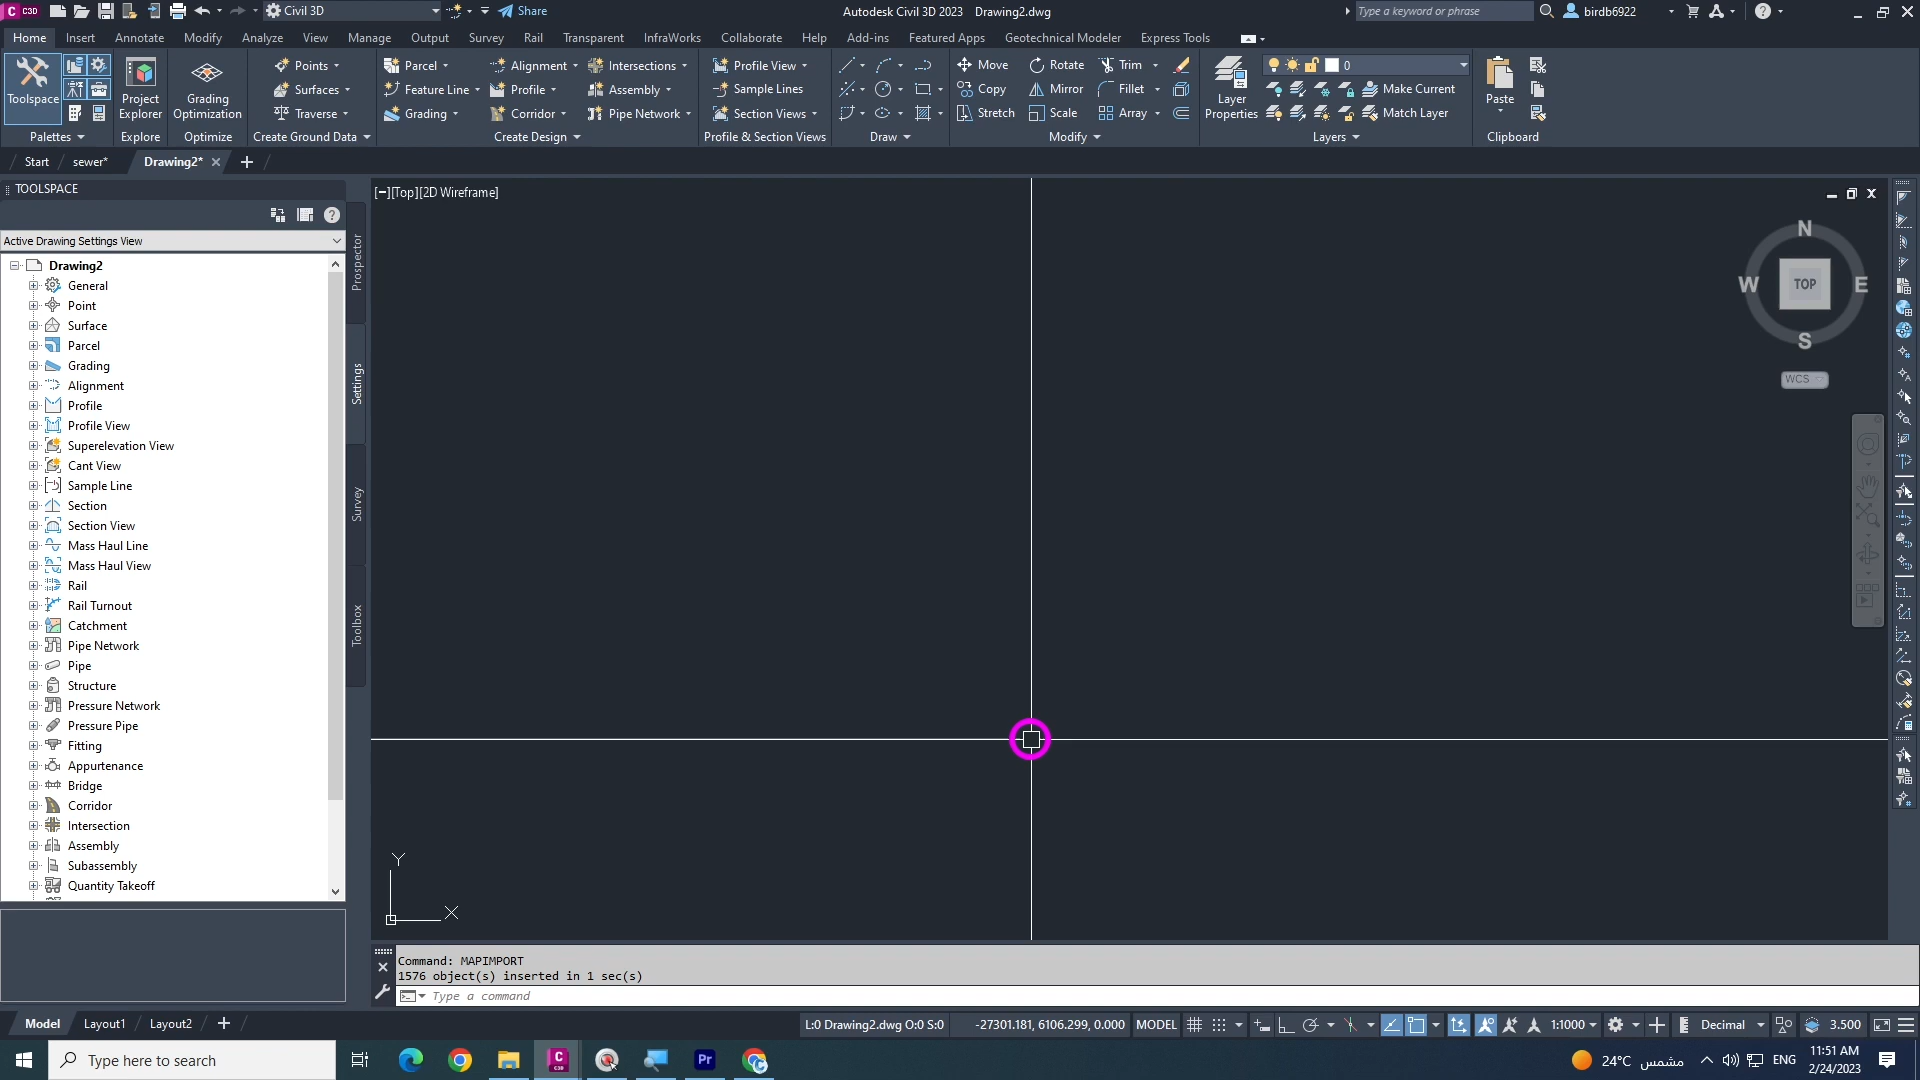 C3D Civil 3D Share Autodesk Civil 3D 2023 Drawing2.dwg Type a keyword or phrase birdb6922
Home Insert Annotate Modify Analyze View Manage Output Survey Rail Transparent InfraWorks Collaborate Help Add-ins Featured Apps Geotechnical Modeler Express Tools
Points Parcel Alignment Intersections Profile View Move Rotate Trim 0
Toolspace Project Explorer Grading Optimization Surfaces Feature Line Profile Assembly Sample Lines Copy Mirror Fillet Layer Properties Make Current Paste
Traverse Grading Corridor Pipe Network Section Views Stretch Scale Array Match Layer
Palettes Explore Optimize Create Ground Data Create Design Profile & Section Views Draw Modify Layers Clipboard
Start sewer* Drawing2*
TOOLSPACE
[−][Top][2D Wireframe]
Active Drawing Settings View
Drawing2
General
Point
Surface
Parcel
Grading
Alignment
Profile
Profile View
Superelevation View
Cant View
Sample Line
Section
Section View
Mass Haul Line
Mass Haul View
Rail
Rail Turnout
Catchment
Pipe Network
Pipe
Structure
Pressure Network
Pressure Pipe
Fitting
Appurtenance
Bridge
Corridor
Intersection
Assembly
Subassembly
Quantity Takeoff
Prospector
Settings
Survey
Toolbox
N
W TOP E
S
WCS
Y
X
Command: MAPIMPORT
1576 object(s) inserted in 1 sec(s)
Type a command
Model Layout1 Layout2 L:0 Drawing2.dwg O:0 S:0 -27301.181, 6106.299, 0.000 MODEL 1:1000 Decimal 3.500
Type here to search C3D Pr 24°C مشمس ENG 11:51 AM
2/24/2023